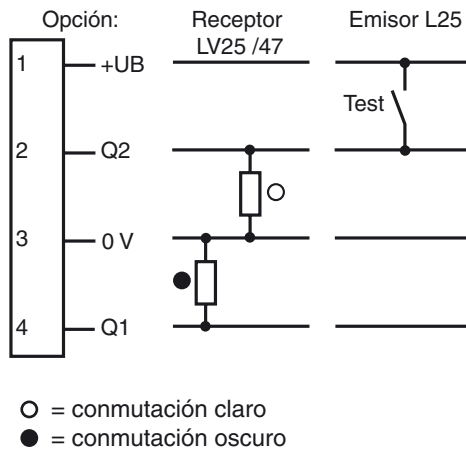 Opción: Receptor LV25 /47 Emisor L25
1 +UB
Test
2 Q2
3 0 V
4 Q1
= conmutación claro
= conmutación oscuro